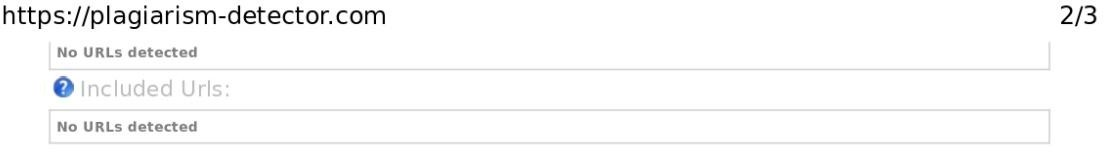 https://plagiarism-detector.com 2/3
No URLs detected
Included Urls:
No URLs detected